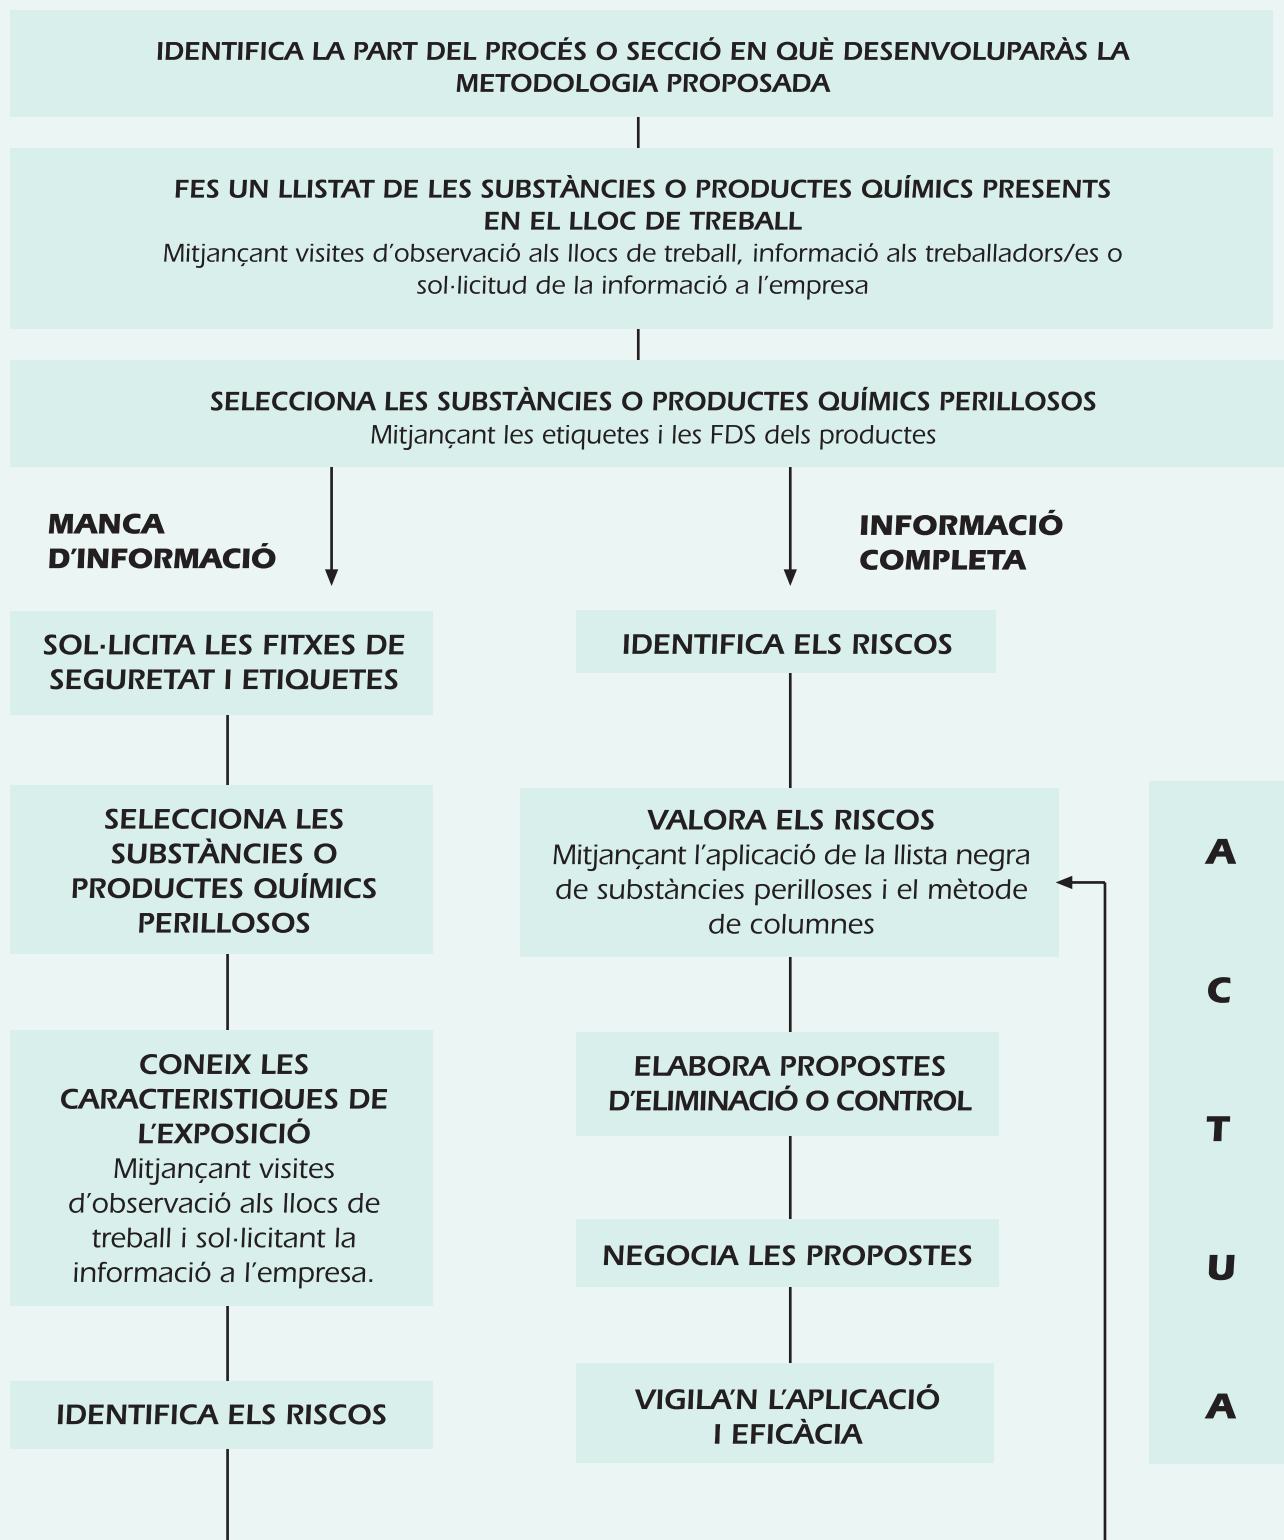 IDENTIFICA LA PART DEL PROCÉS O SECCIÓ EN QUÈ DESENVOLUPARÀS LA
METODOLOGIA PROPOSADA
FES UN LLISTAT DE LES SUBSTÀNCIES O PRODUCTES QUÍMICS PRESENTS
EN EL LLOC DE TREBALL
Mitjançant visites d’observació als llocs de treball, informació als treballadors/es o
sol·licitud de la informació a l’empresa
SELECCIONA LES SUBSTÀNCIES O PRODUCTES QUÍMICS PERILLOSOS
Mitjançant les etiquetes i les FDS dels productes
MANCA
D’INFORMACIÓ
SOL·LICITA LES FITXES DE
SEGURETAT I ETIQUETES
SELECCIONA LES
SUBSTÀNCIES O
PRODUCTES QUÍMICS
PERILLOSOS
CONEIX LES
CARACTERISTIQUES DE
L’EXPOSICIÓ
Mitjançant visites
d’observació als llocs de
treball i sol·licitant la
informació a l’empresa.
IDENTIFICA ELS RISCOS
INFORMACIÓ
COMPLETA
IDENTIFICA ELS RISCOS
VALORA ELS RISCOS
Mitjançant l’aplicació de la llista negra
de substàncies perilloses i el mètode
de columnes
ELABORA PROPOSTES
D’ELIMINACIÓ O CONTROL
NEGOCIA LES PROPOSTES
VIGILA’N L’APLICACIÓ
I EFICÀCIA
A
C
T
U
A